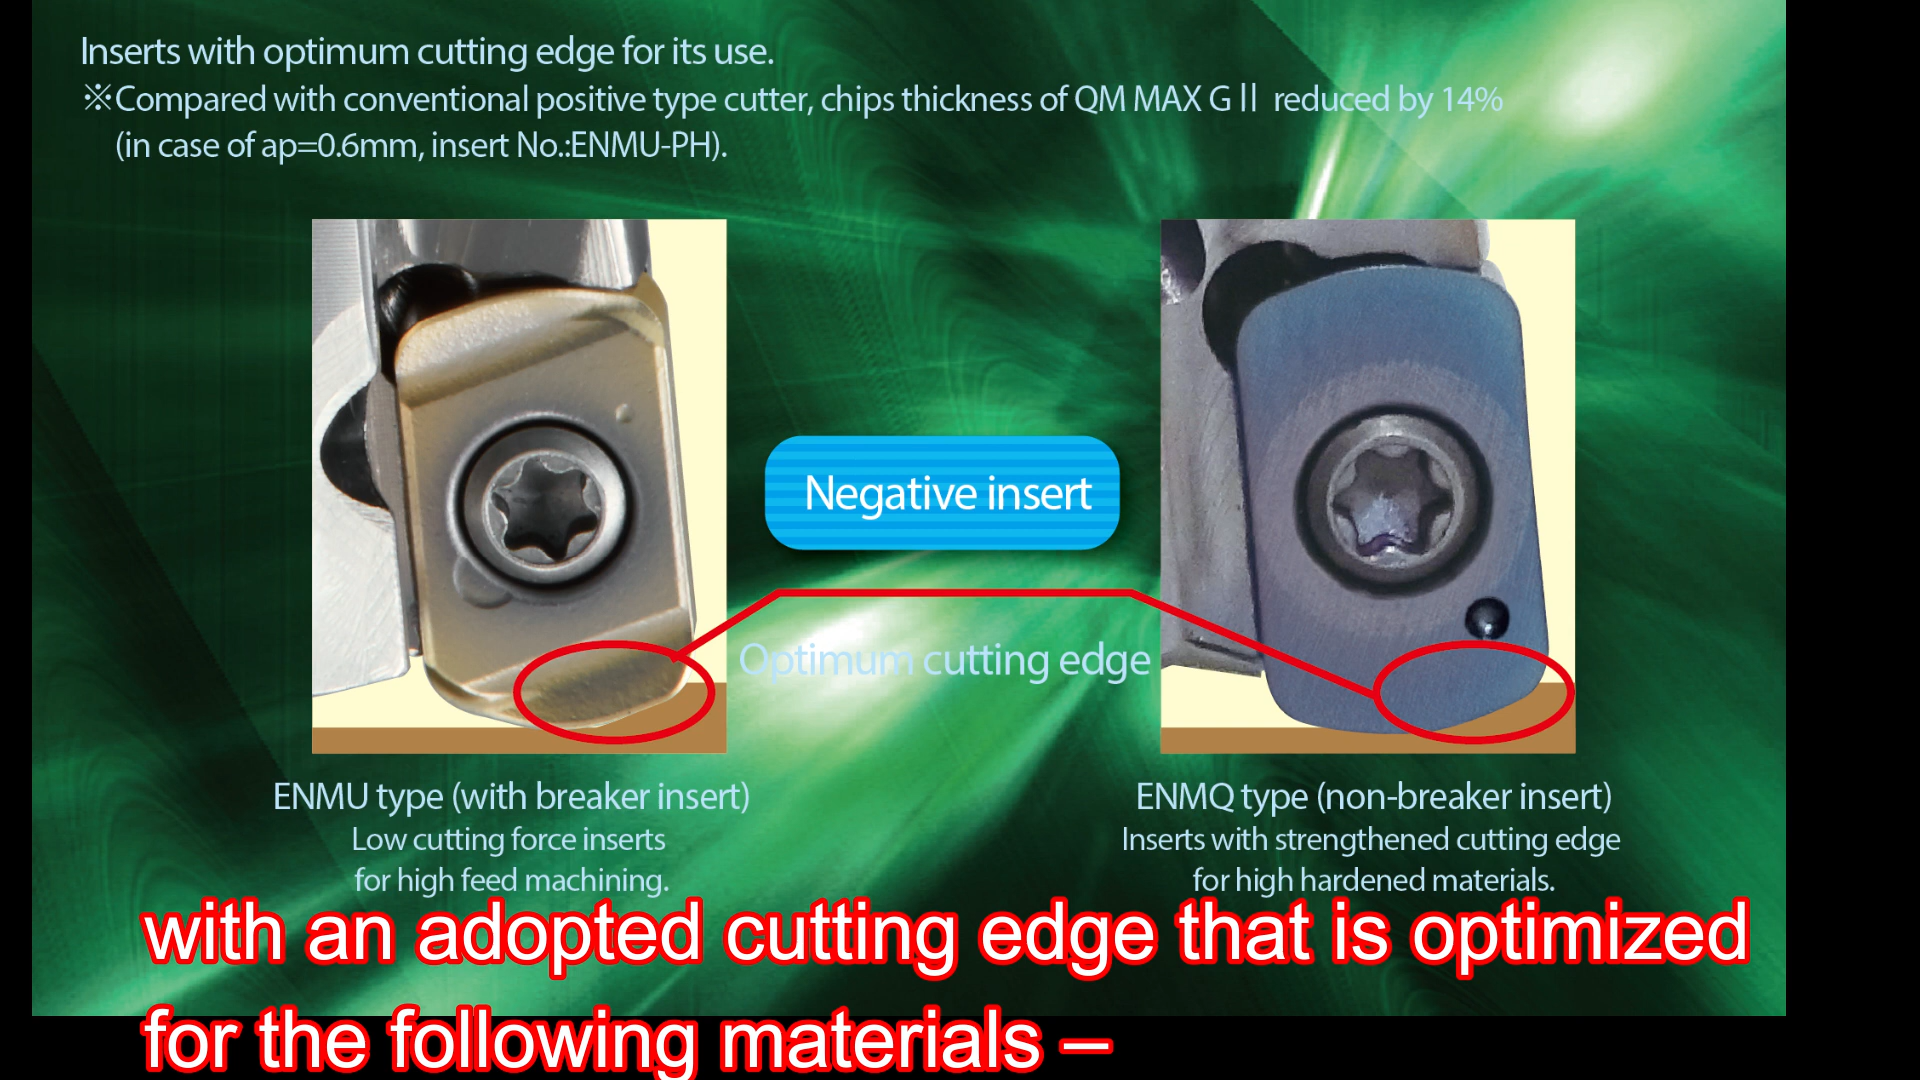 Inserts with optimum cutting edge for its use.
※Compared with conventional positive type cutter, chips thickness of QM MAX GⅡ reduced by 14%
(in case of ap=0.6mm, insert No.:ENMU-PH).
Negative insert
Optimum cutting edge
ENMU type (with breaker insert)
Low cutting force inserts
for high feed machining.
ENMQ type (non-breaker insert)
Inserts with strengthened cutting edge
for high hardened materials.
with an adopted cutting edge that is optimized
for the following materials –